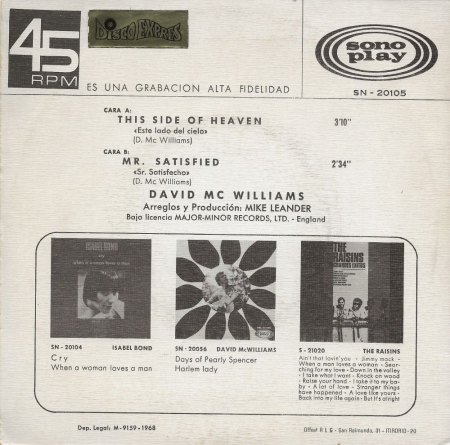 45
RPM
DISCO EXPRES
sono
play
ES UNA GRABACION ALTA FIDELIDAD
SN - 20105
CARA A:
THIS SIDE OF HEAVEN 3'10"
«Este lado del cielo»
(D. Mc Williams)
CARA B:
MR. SATISFIED 2'34"
«Sr. Satisfecho»
(D. Mc Williams)
DAVID MC WILLIAMS
Arreglos y Producción: MIKE LEANDER
Bajo licencia MAJOR-MINOR RECORDS, LTD. - England
ISABEL BOND
cry
when a woman loves a man
THE
RAISINS
GRANDES EXITOS
SN - 20104 ISABEL BOND
Cry
When a woman loves a man
SN - 20056 DAVID McWILLIAMS
Days of Pearly Spencer
Harlem lady
S - 21020 THE RAISINS
Ain't that lovin' you - Jimmy mack -
When a man loves a woman - Sear-
ching for my love - Down in the valley
- I take what I want - Knock on wood
- Raise your hand - I take it to my ba-
by - A lot of love - Stranger things
have happened - A love like yours -
Back into my life again - But it's alright
Dep. Legal: M-9159-1968
Offset R L G - San Raimundo, 31 - MADRID-20